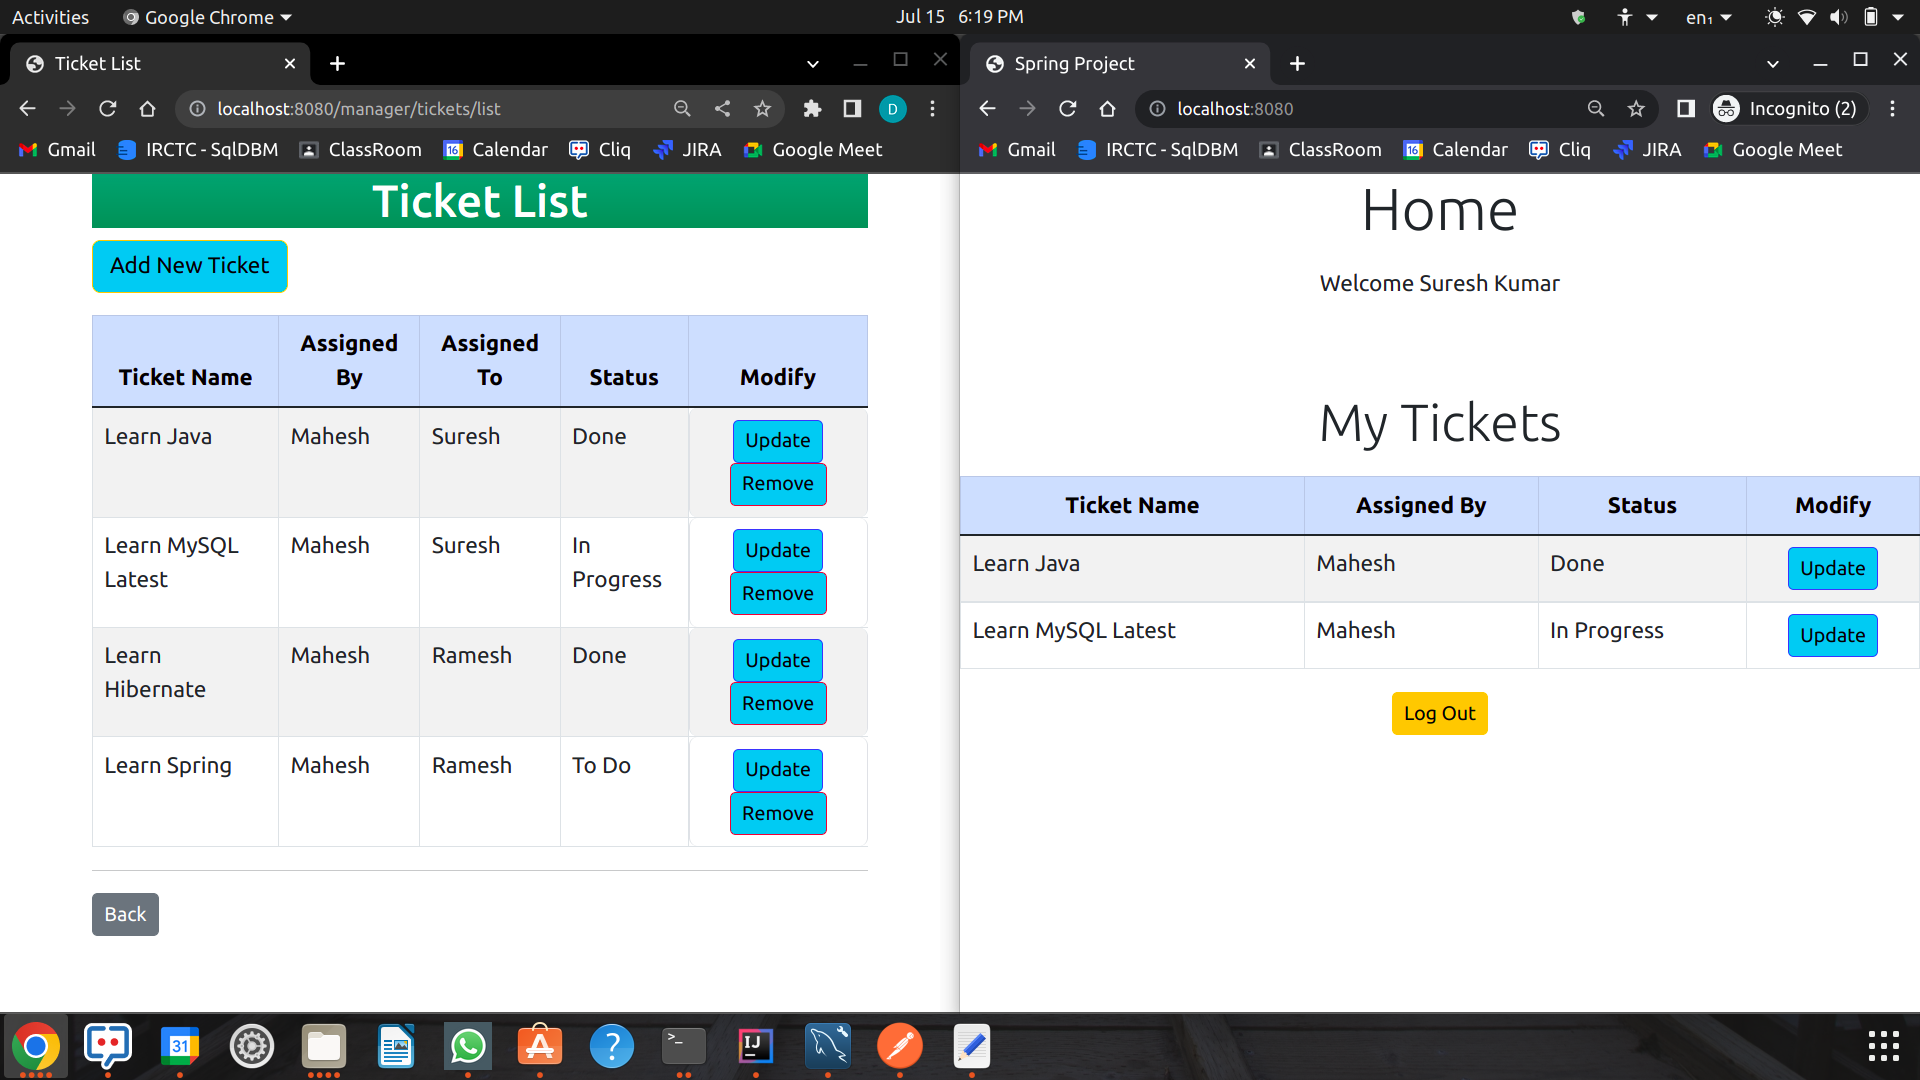 Activities Google Chrome Jul 15 6:19 PM en₁
Ticket List
localhost:8080/manager/tickets/list D
Gmail IRCTC - SqlDBM ClassRoom 16 Calendar Cliq JIRA Google Meet
Ticket List
Add New Ticket
Ticket Name Assigned By Assigned To Status Modify
Learn Java Mahesh Suresh Done Update
Remove
Learn MySQL Latest Mahesh Suresh In Progress Update
Remove
Learn Hibernate Mahesh Ramesh Done Update
Remove
Learn Spring Mahesh Ramesh To Do Update
Remove
Back
Spring Project
localhost:8080 Incognito (2)
Gmail IRCTC - SqlDBM ClassRoom 16 Calendar Cliq JIRA Google Meet
Home
Welcome Suresh Kumar
My Tickets
Ticket Name Assigned By Status Modify
Learn Java Mahesh Done Update
Learn MySQL Latest Mahesh In Progress Update
Log Out
31 ? >_ IJ